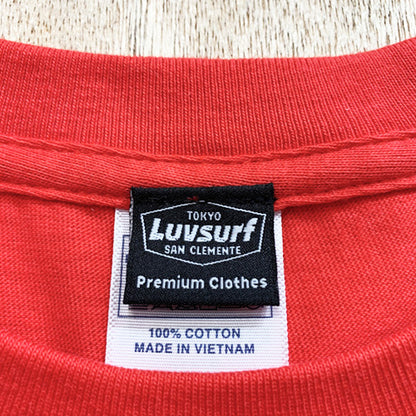 TOKYO
Luvsurf
SAN CLEMENTE
Premium Clothes
100% COTTON
MADE IN VIETNAM